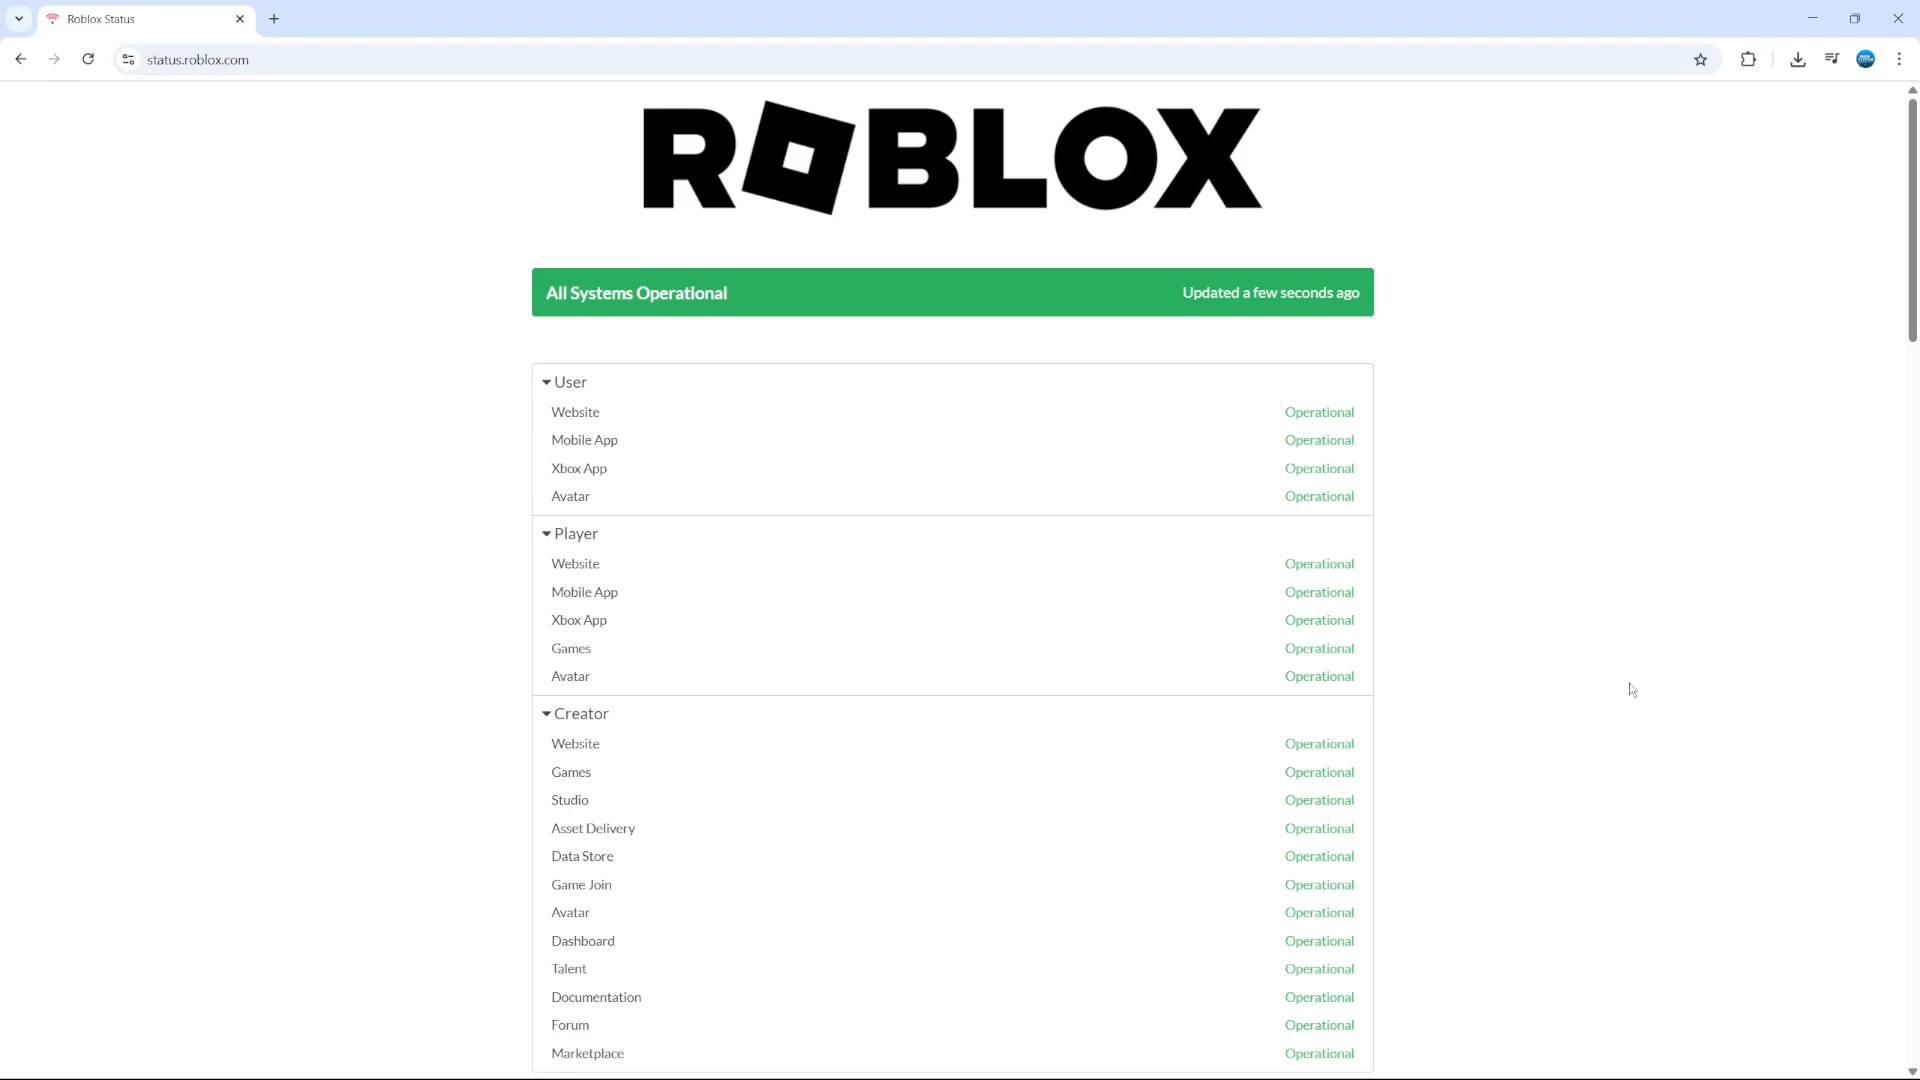 Roblox Status
status.roblox.com
ROBLOX
All Systems Operational Updated a few seconds ago
User
Website Operational
Mobile App Operational
Xbox App Operational
Avatar Operational
Player
Website Operational
Mobile App Operational
Xbox App Operational
Games Operational
Avatar Operational
Creator
Website Operational
Games Operational
Studio Operational
Asset Delivery Operational
Data Store Operational
Game Join Operational
Avatar Operational
Dashboard Operational
Talent Operational
Documentation Operational
Forum Operational
Marketplace Operational